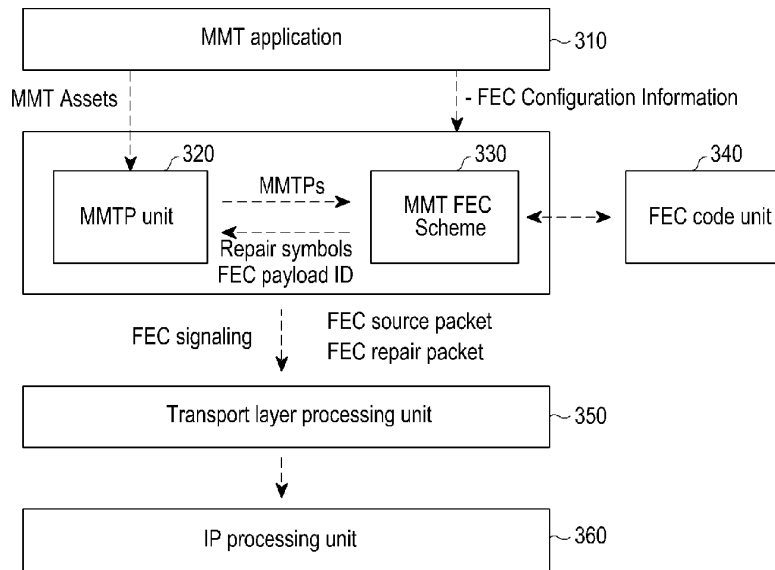 MMT application
310
MMT Assets
- FEC Configuration Information
320
330
340
MMTP unit
MMTPs
MMT FEC
Scheme
FEC code unit
Repair symbols
FEC payload ID
FEC signaling
FEC source packet
FEC repair packet
Transport layer processing unit
350
IP processing unit
360